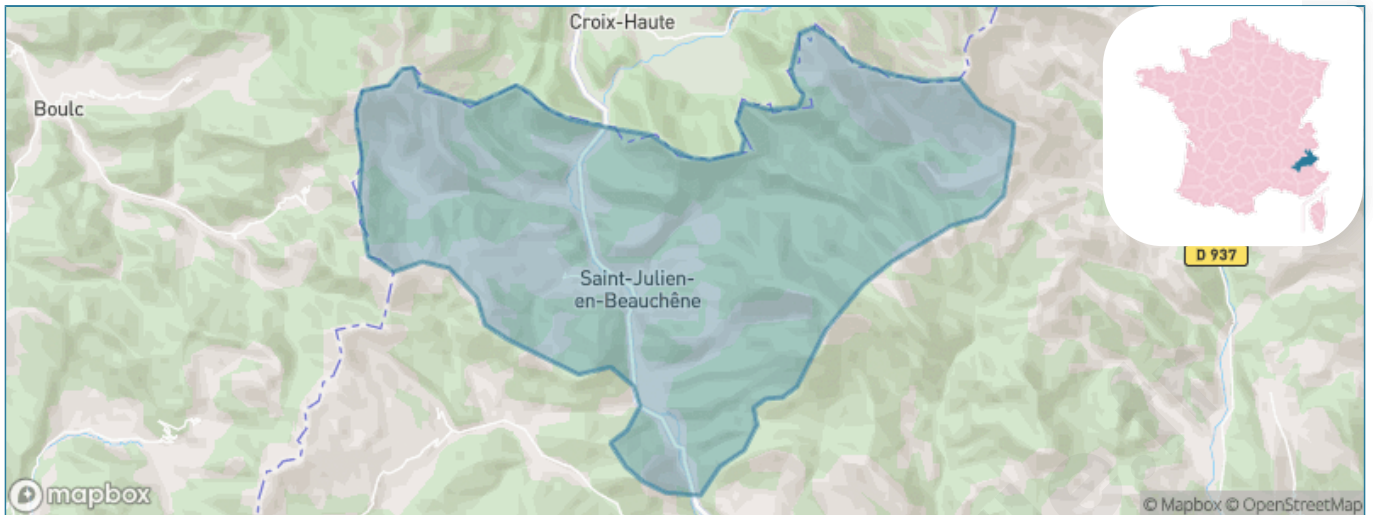 Croix-Haute
Boulc
D 937
Saint-Julien-
en-Beauchêne
mapbox
© Mapbox © OpenStreetMap